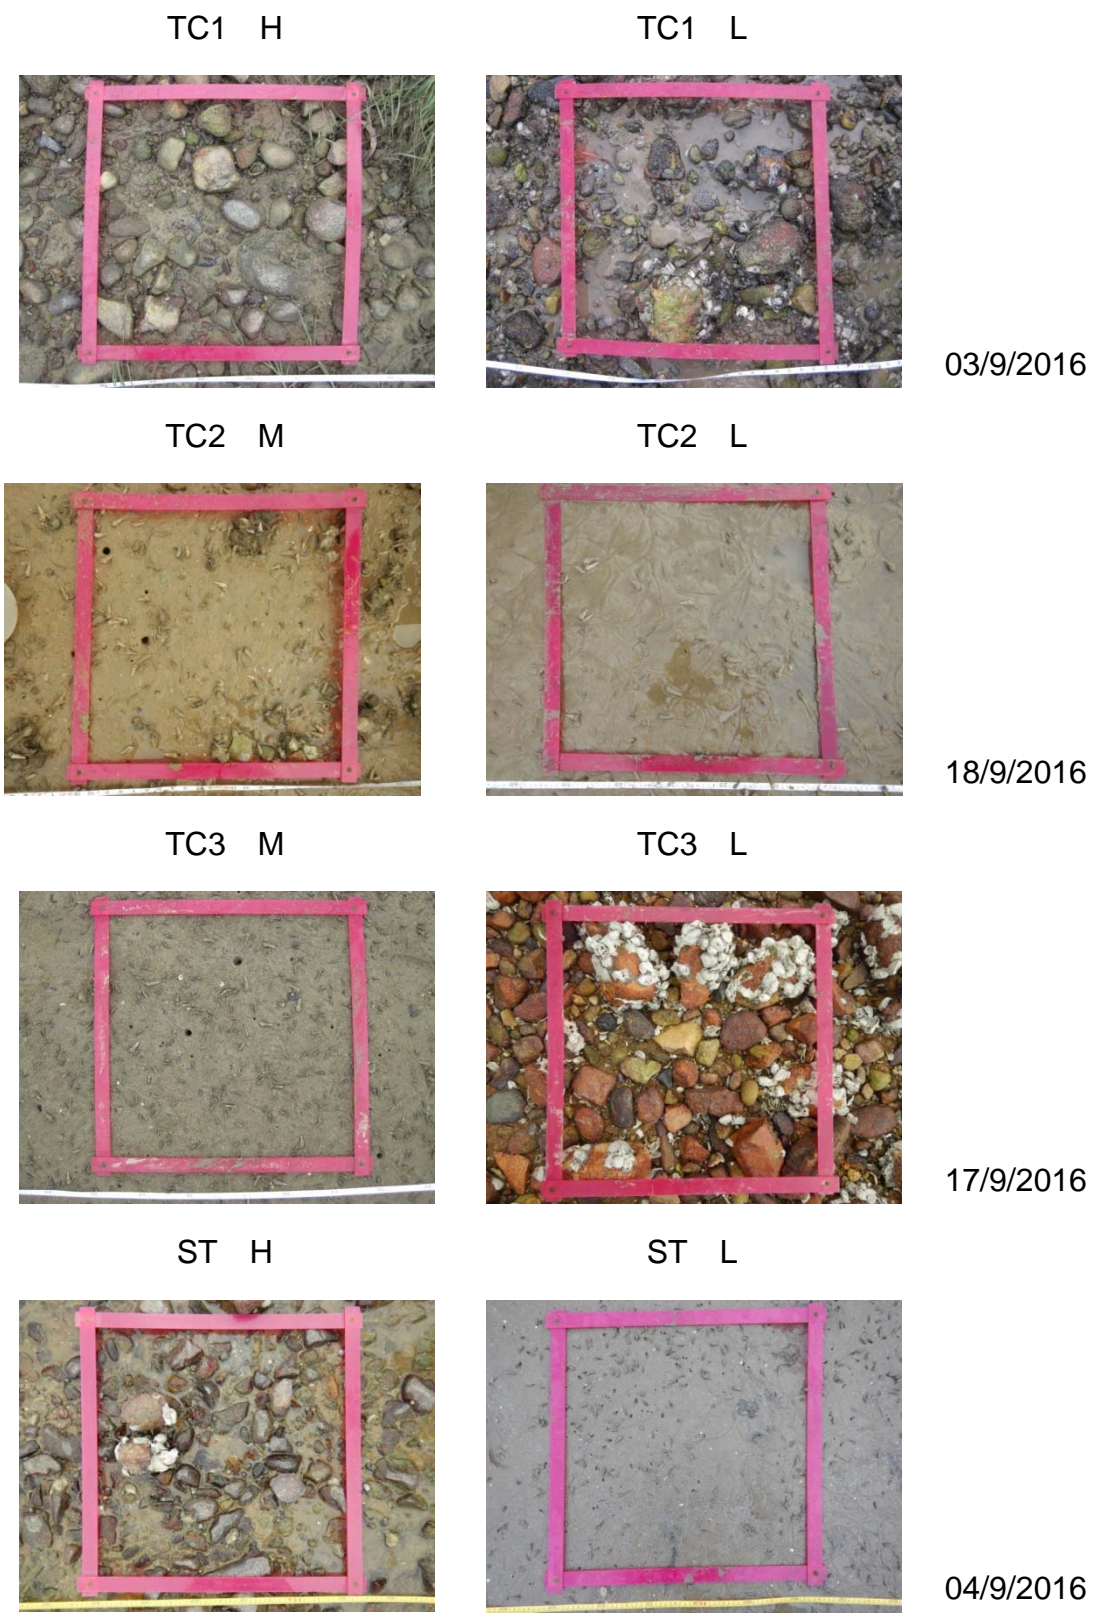 TC1 H
TC1 L
03/9/2016
TC2 M
TC2 L
18/9/2016
TC3 M
TC3 L
17/9/2016
ST H
ST L
04/9/2016